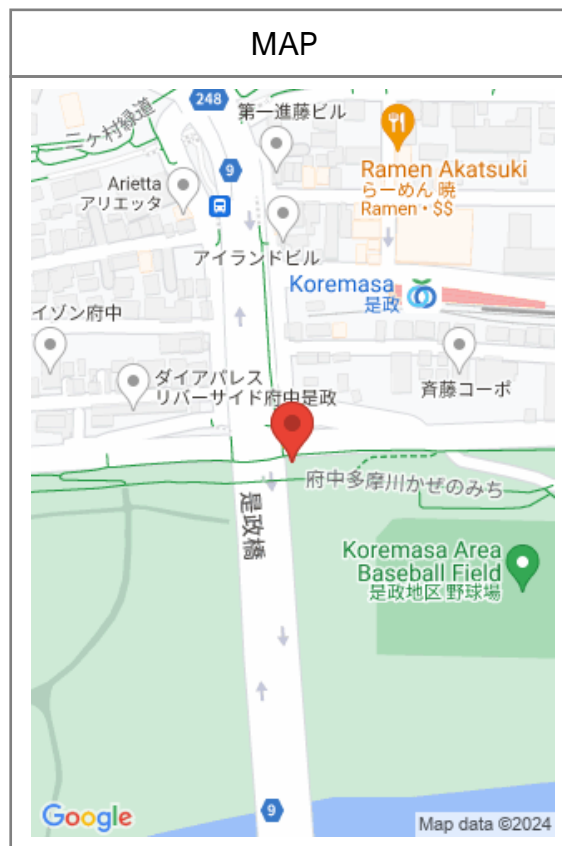 MAP
248
第一進藤ビル
二ヶ村緑道
9
Ramen Akatsuki
らーめん 暁
Ramen・$$
Arietta
アリエッタ
アイランドビル
Koremasa
是政
イゾン府中
ダイアパレス
リバーサイド府中是政
斉藤コーポ
府中多摩川かぜのみち
是政橋
Koremasa Area
Baseball Field
是政地区 野球場
9
Google
Map data ©2024